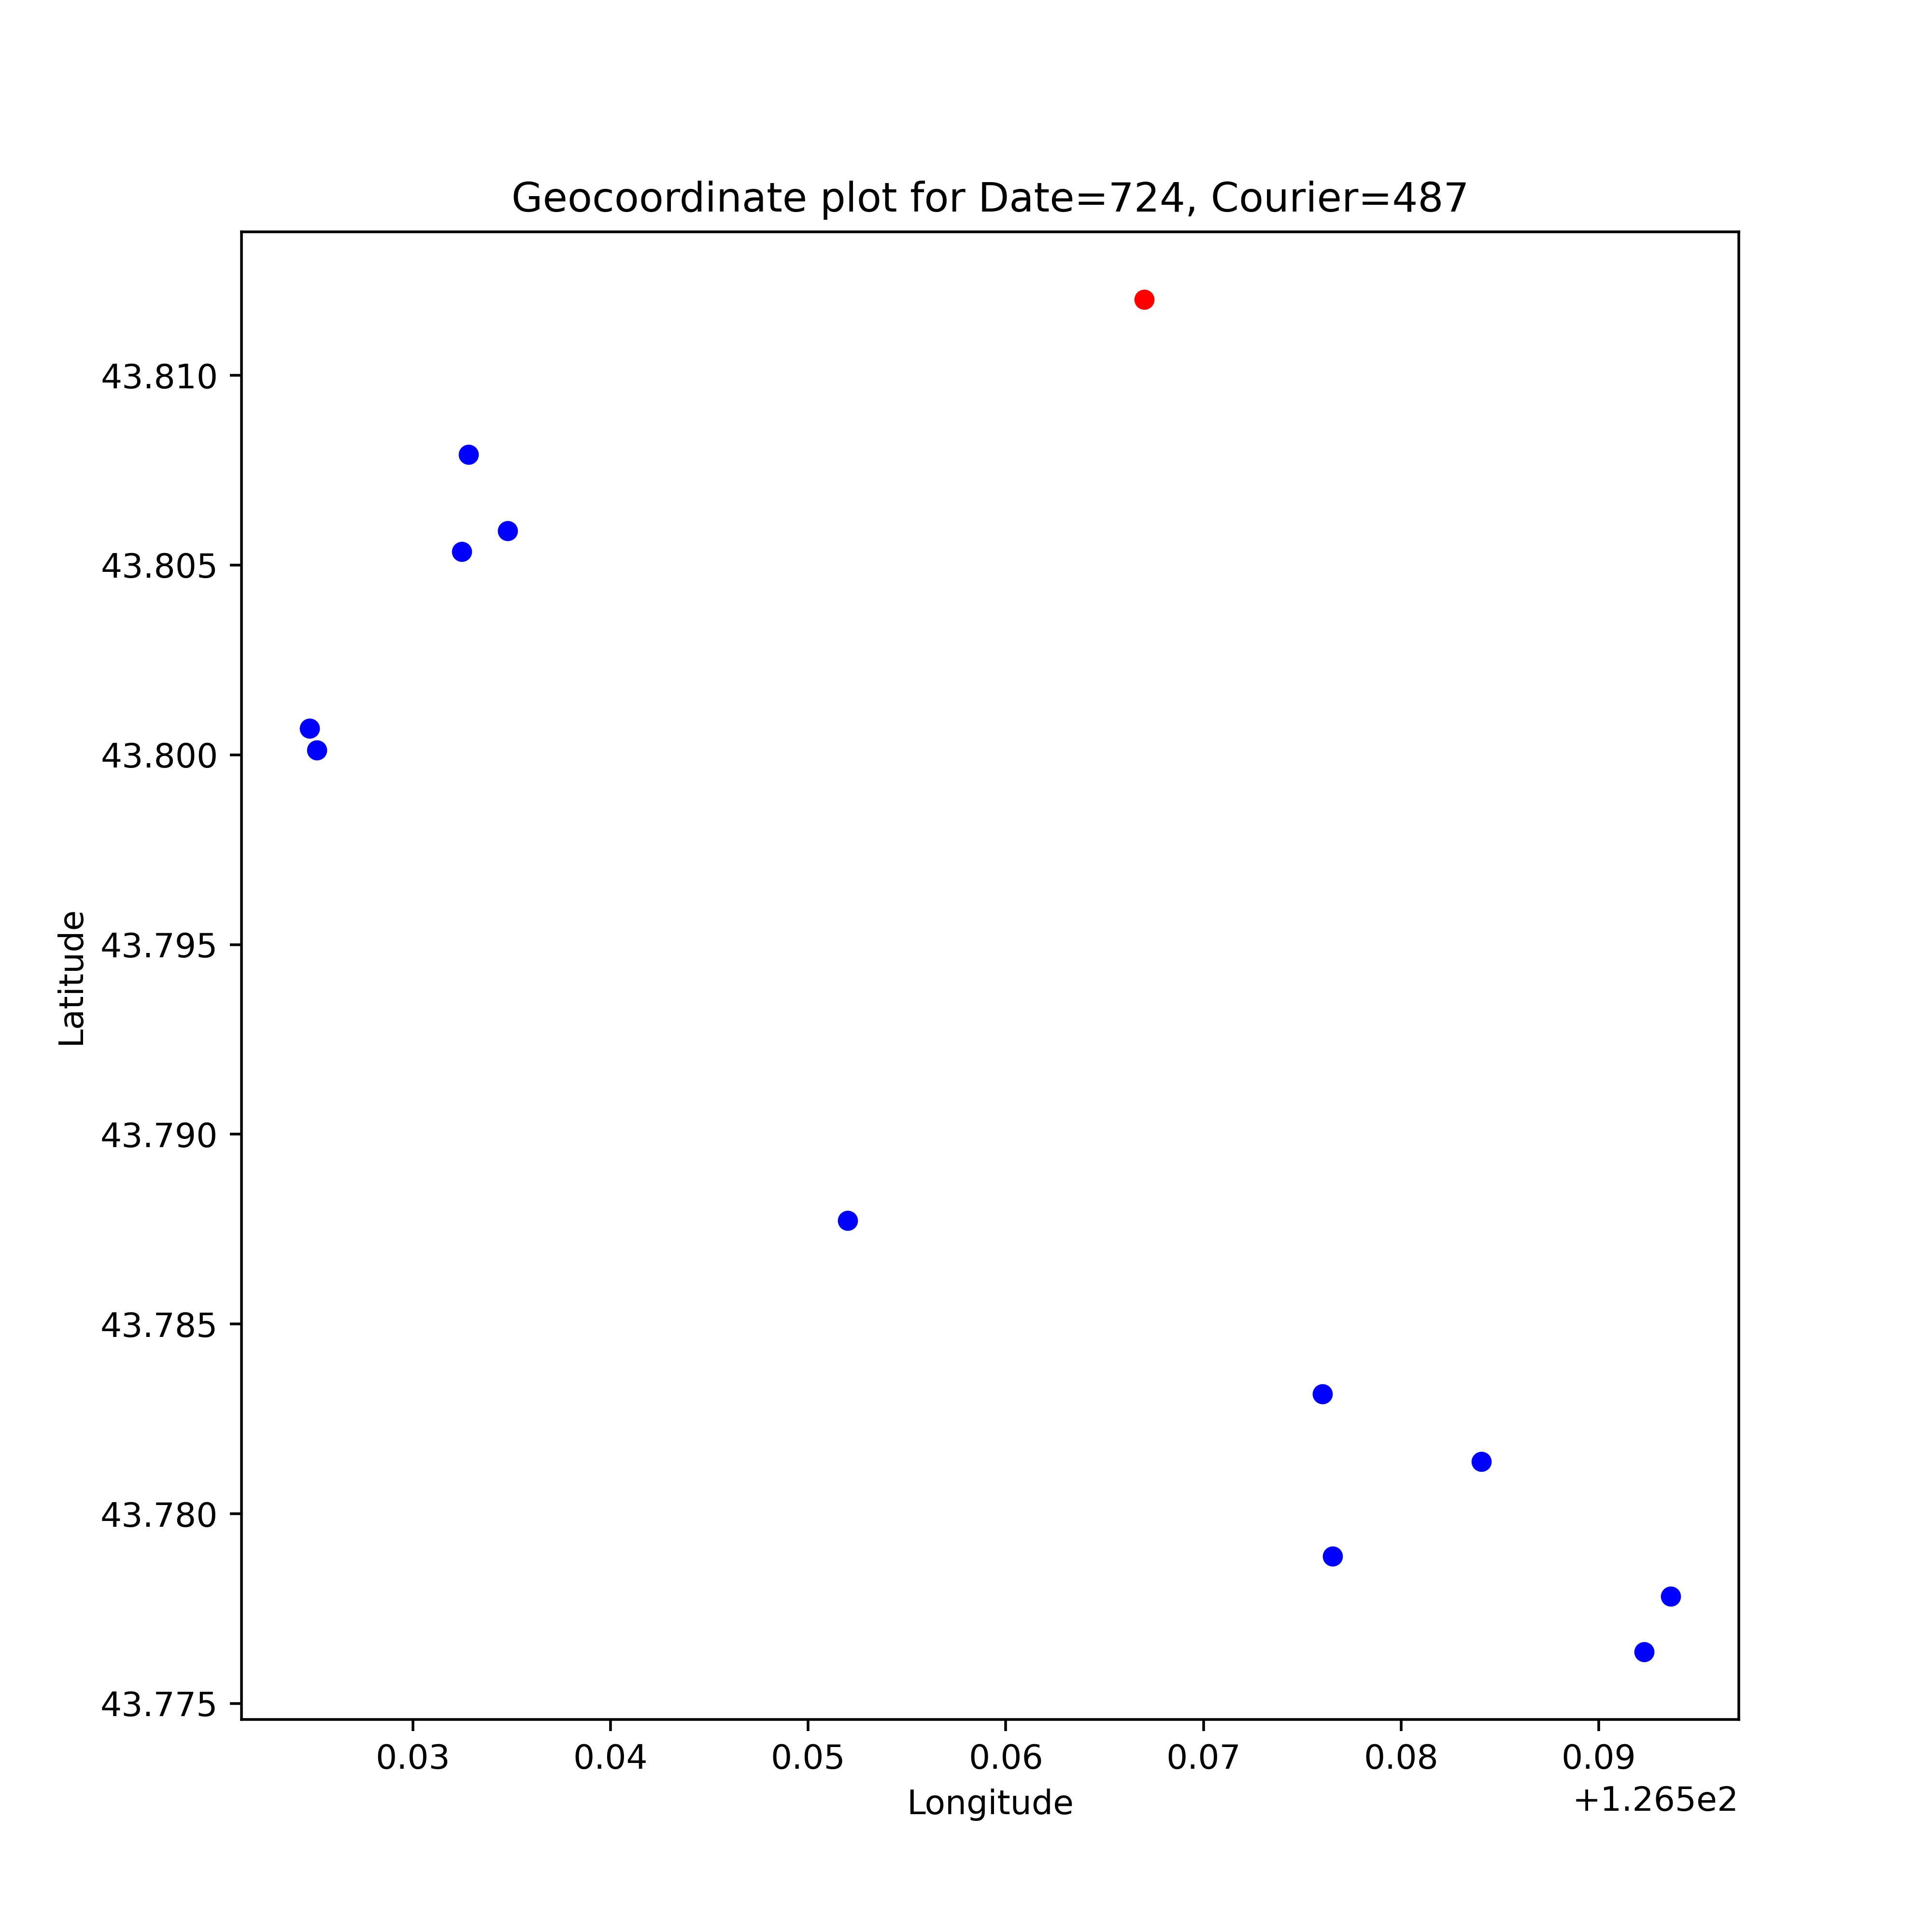 Geocoordinate plot for Date=724, Courier=487
43.810
43.805
43.800
43.795
43.790
43.785
43.780
43.775
Latitude
0.03 0.04 0.05 0.06 0.07 0.08 0.09
+1.265e2
Longitude